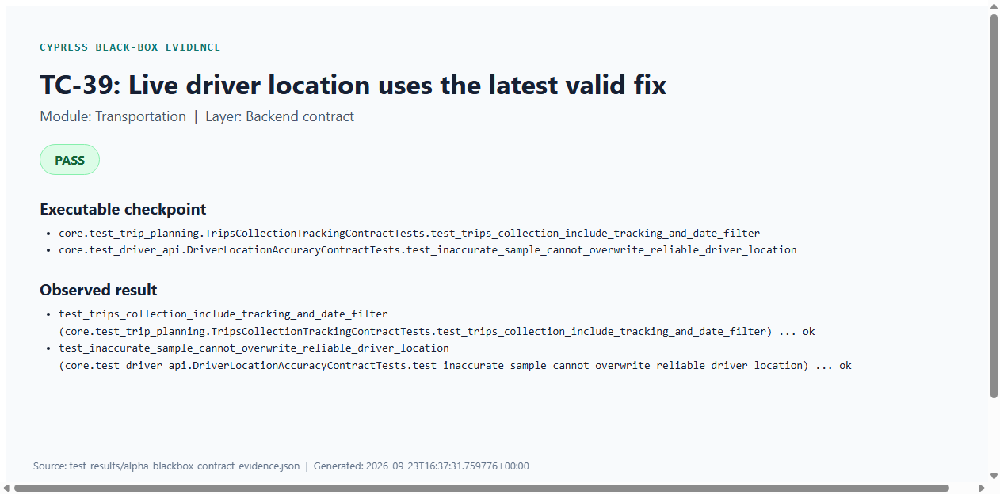 CYPRESS BLACK-BOX EVIDENCE
TC-39: Live driver location uses the latest valid fix
Module: Transportation | Layer: Backend contract
PASS
Executable checkpoint
• core.test_trip_planning.TripsCollectionTrackingContractTests.test_trips_collection_include_tracking_and_date_filter
• core.test_driver_api.DriverLocationAccuracyContractTests.test_inaccurate_sample_cannot_overwrite_reliable_driver_location
Observed result
• test_trips_collection_include_tracking_and_date_filter
(core.test_trip_planning.TripsCollectionTrackingContractTests.test_trips_collection_include_tracking_and_date_filter) ... ok
• test_inaccurate_sample_cannot_overwrite_reliable_driver_location
(core.test_driver_api.DriverLocationAccuracyContractTests.test_inaccurate_sample_cannot_overwrite_reliable_driver_location) ... ok
Source: test-results/alpha-blackbox-contract-evidence.json | Generated: 2026-09-23T16:37:31.759776+00:00